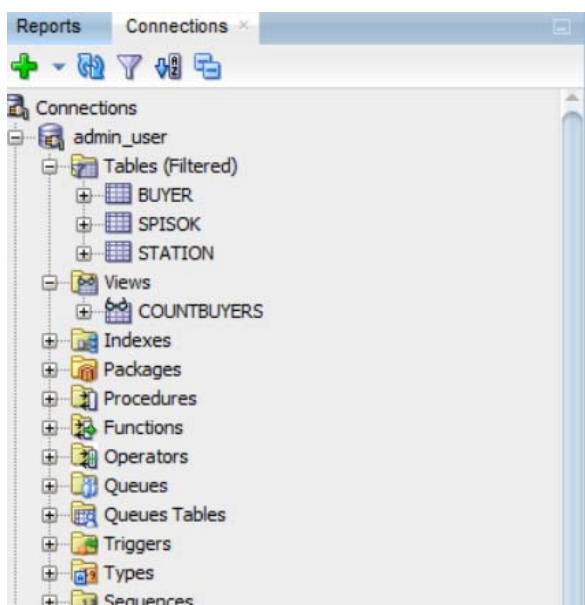 Reports Connections
Connections
admin_user
Tables (Filtered)
BUYER
SPISOK
STATION
Views
COUNTBUYERS
Indexes
Packages
Procedures
Functions
Operators
Queues
Queues Tables
Triggers
Types
Sequences